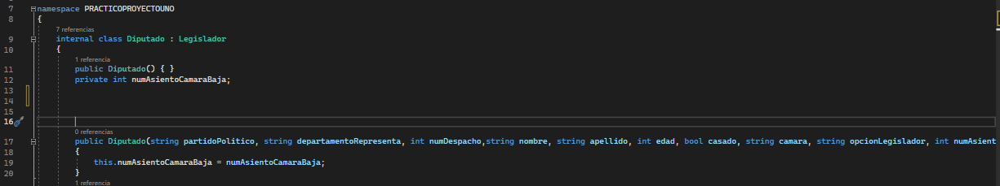 7 namespace PRACTICOPROYECTOUNO
8 {
7 referencias
9 internal class Diputado : Legislador
10 {
1 referencia
11 public Diputado() { }
12 private int numAsientoCamaraBaja;
13
14
15
16
0 referencias
17 public Diputado(string partidoPolitico, string departamentoRepresenta, int numDespacho,string nombre, string apellido, int edad, bool casado, string camara, string opcionLegislador, int numAsient
18 {
19 this.numAsientoCamaraBaja = numAsientoCamaraBaja;
20 }
1 referencia